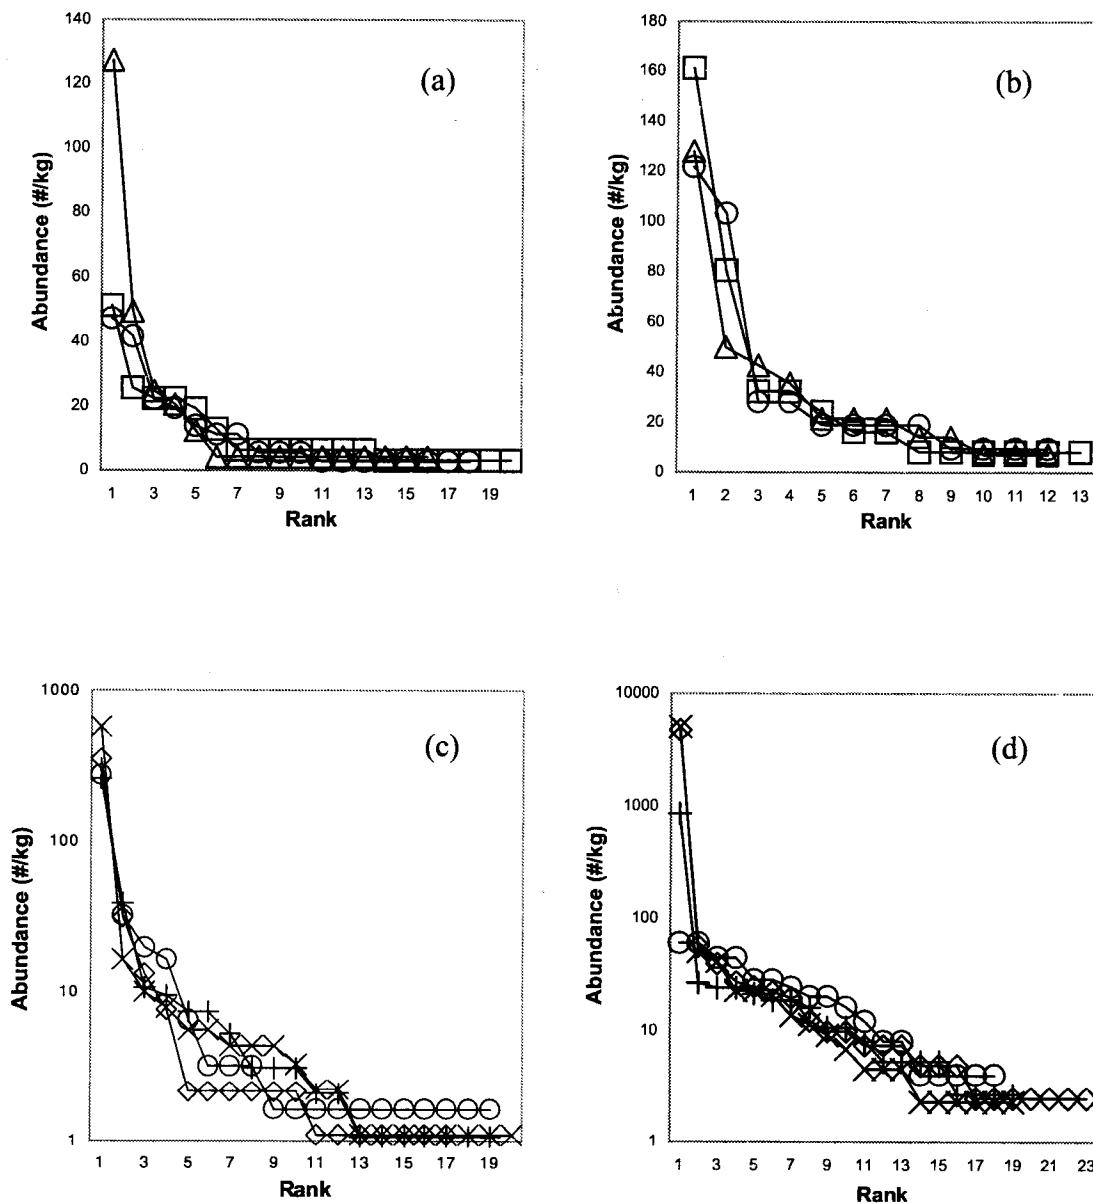 140
120
100
80
60
40
20
0
Abundance (#/kg)
(a)
1 3 5 7 9 11 13 15 17 19
Rank
180
160
140
120
100
80
60
40
20
0
Abundance (#/kg)
(b)
1 2 3 4 5 6 7 8 9 10 11 12 13
Rank
1000
100
10
1
Abundance (#/kg)
(c)
1 3 5 7 9 11 13 15 17 19
Rank
10000
1000
100
10
1
Abundance (#/kg)
(d)
1 3 5 7 9 11 13 15 17 19 21 23
Rank